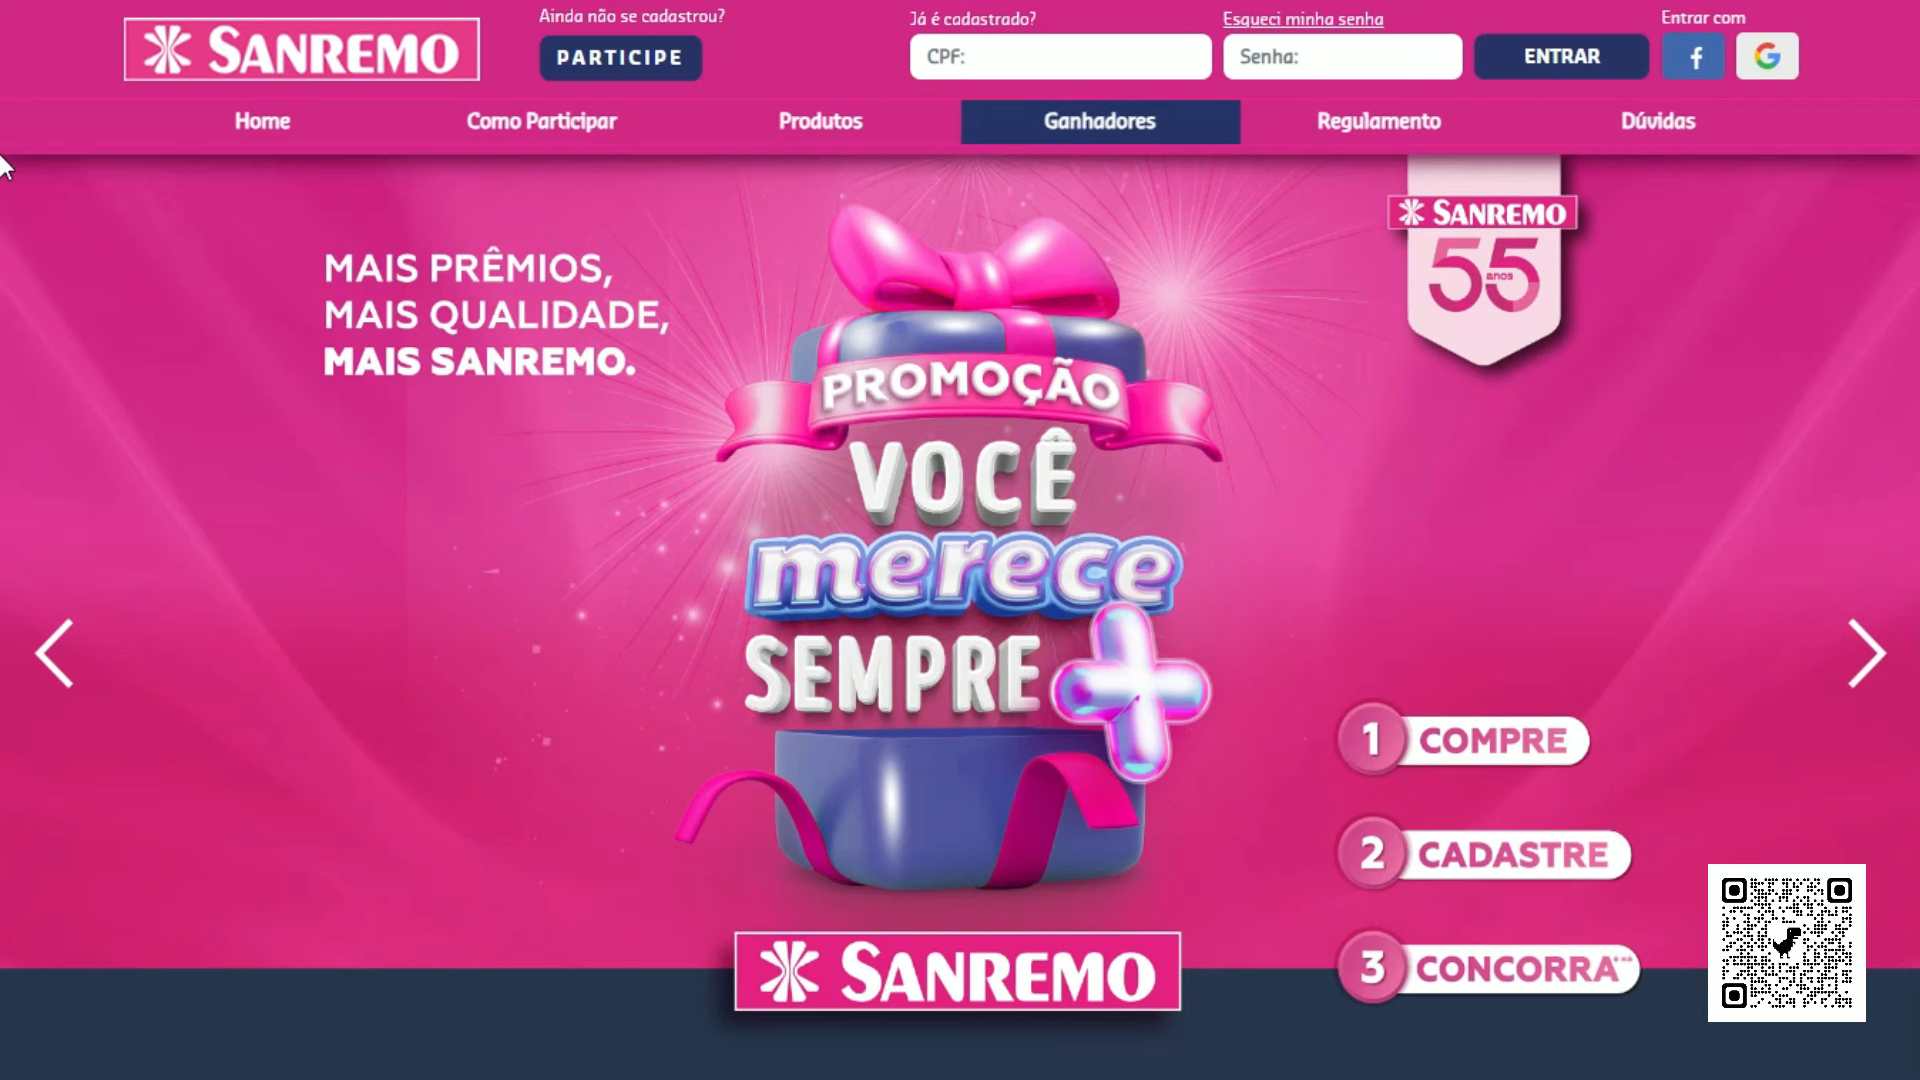 SANREMO
Ainda não se cadastrou?
PARTICIPE
Já é cadastrado?
CPF:
Esqueci minha senha
Senha:
ENTRAR
Entrar com
Home
Como Participar
Produtos
Ganhadores
Regulamento
Dúvidas
MAIS PRÊMIOS,
MAIS QUALIDADE,
MAIS SANREMO.
SANREMO
55
anos
PROMOÇÃO
VOCÊ
merece
SEMPRE +
1 COMPRE
2 CADASTRE
3 CONCORRA***
SANREMO